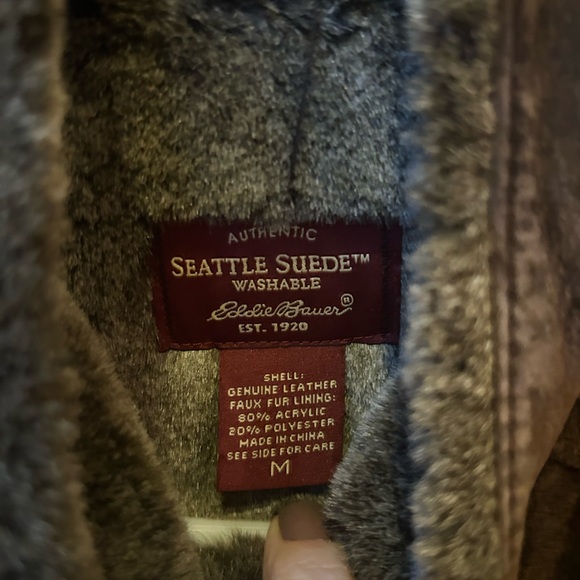 AUTHENTIC
SEATTLE SUEDE™
WASHABLE
Eddie Bauer®
EST. 1920
SHELL:
GENUINE LEATHER
FAUX FUR LINING:
80% ACRYLIC
20% POLYESTER
MADE IN CHINA
SEE SIDE FOR CARE
M